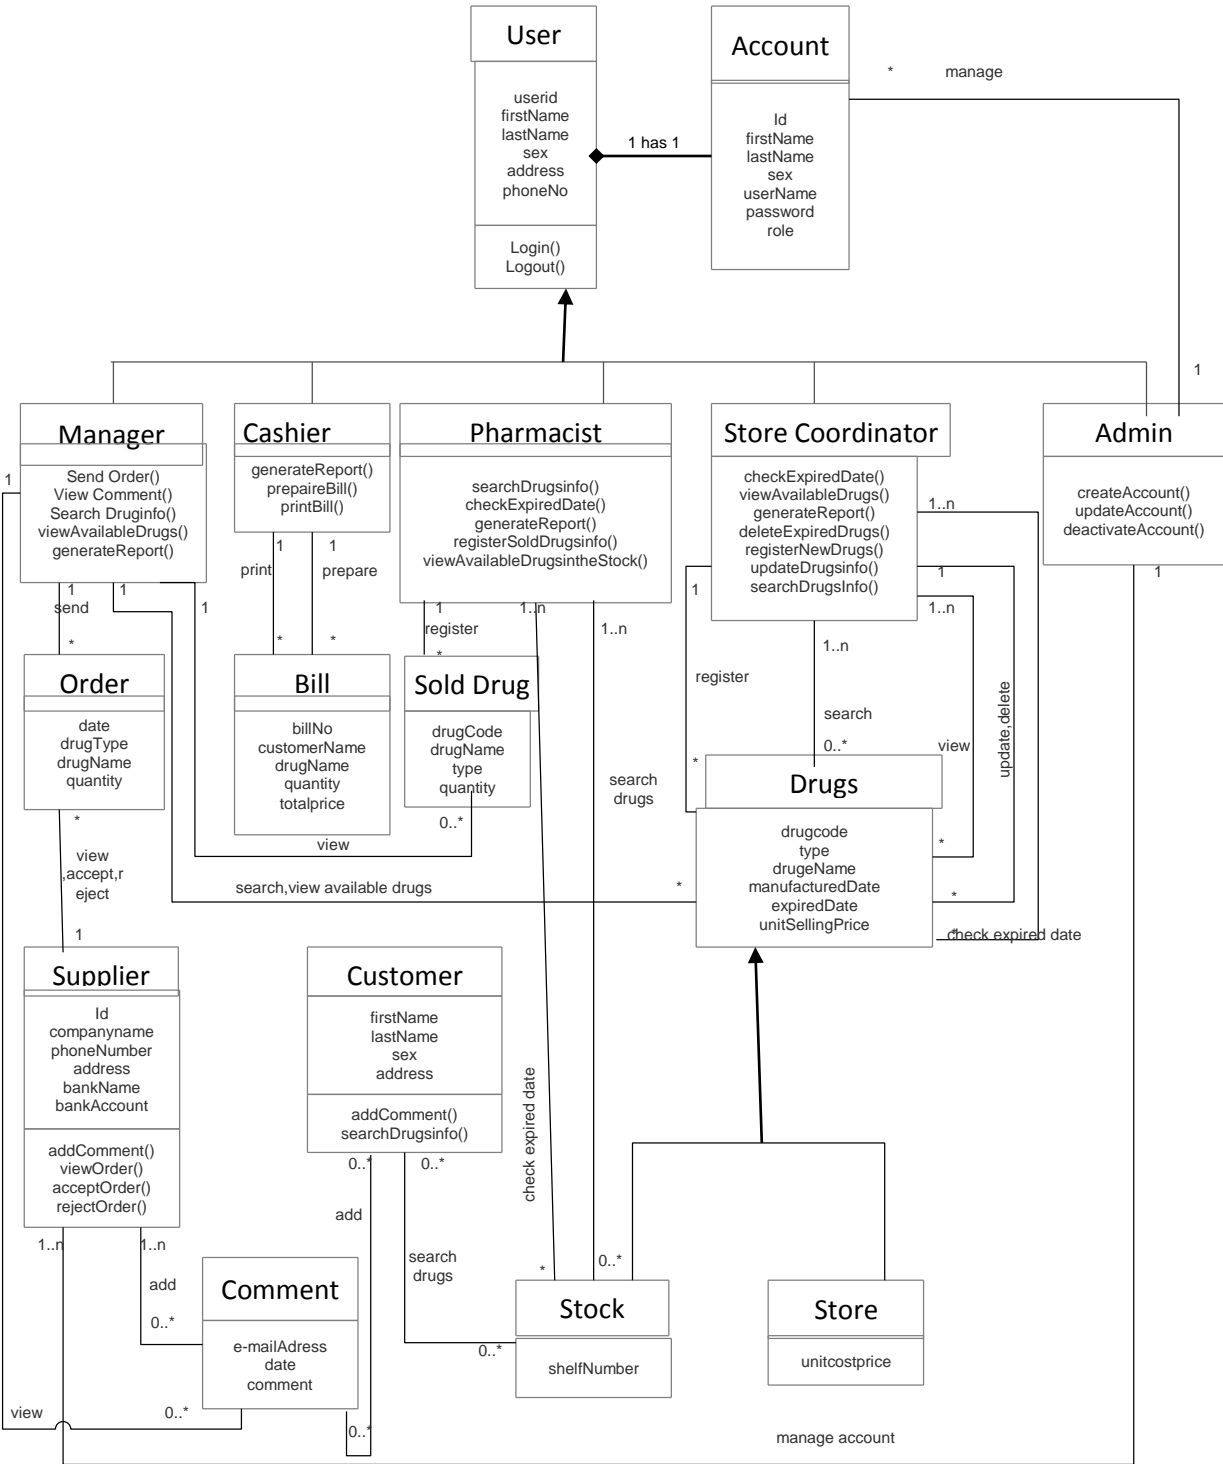 User
userid
firstName
lastName
sex
address
phoneNo
Login()
Logout()
1 has 1
Account
Id
firstName
lastName
sex
userName
password
role
*
manage
1
Manager
Send Order()
View Comment()
Search Druginfo()
viewAvailableDrugs()
generateReport()
1
1
send
*
1
1
Cashier
generateReport()
prepaireBill()
printBill()
1
print
*
1
prepare
*
Pharmacist
searchDrugsinfo()
checkExpiredDate()
generateReport()
registerSoldDrugsinfo()
viewAvailableDrugsintheStock()
1
register
*
1..n
1..n
Store Coordinator
checkExpiredDate()
viewAvailableDrugs()
generateReport()
deleteExpiredDrugs()
registerNewDrugs()
updateDrugsinfo()
searchDrugsInfo()
1..n
1
1..n
1
register
*
1..n
search
0..*
view
*
update,delete
*
*
check expired date
Admin
createAccount()
updateAccount()
deactivateAccount()
1
Order
date
drugType
drugName
quantity
*
view
,accept,r
eject
1
Bill
billNo
customerName
drugName
quantity
totalprice
Sold Drug
drugCode
drugName
type
quantity
0..*
view
search,view available drugs
*
search
drugs
Drugs
drugcode
type
drugeName
manufacturedDate
expiredDate
unitSellingPrice
Supplier
Id
companyname
phoneNumber
address
bankName
bankAccount
addComment()
viewOrder()
acceptOrder()
rejectOrder()
1..n
1..n
add
0..*
Customer
firstName
lastName
sex
address
addComment()
searchDrugsinfo()
0..*
0..*
add
search
drugs
0..*
check expired date
*
0..*
Comment
e-mailAdress
date
comment
view
0..*
0..*
Stock
shelfNumber
Store
unitcostprice
manage account